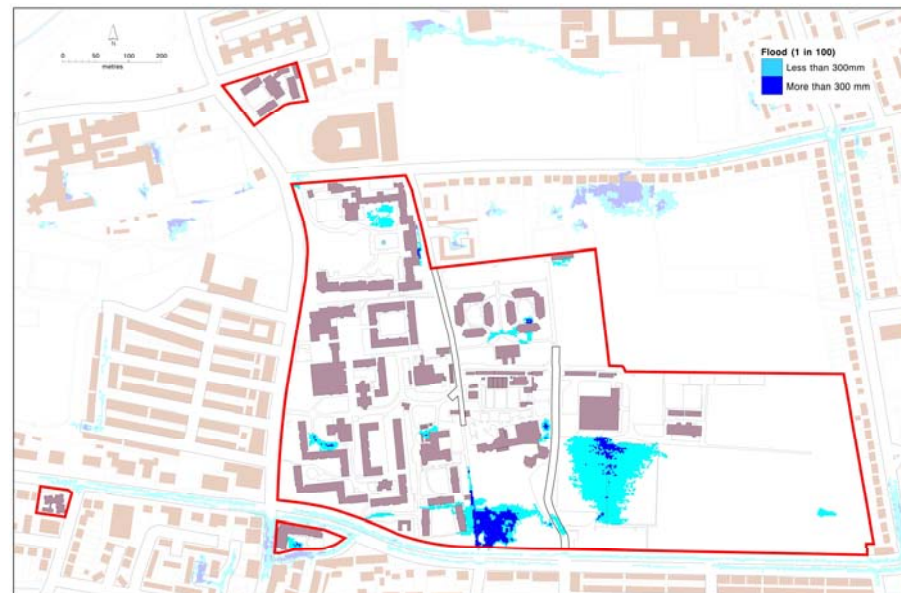 N
0 50 100 200
metres
Flood (1 in 100)
Less than 300mm
More than 300 mm